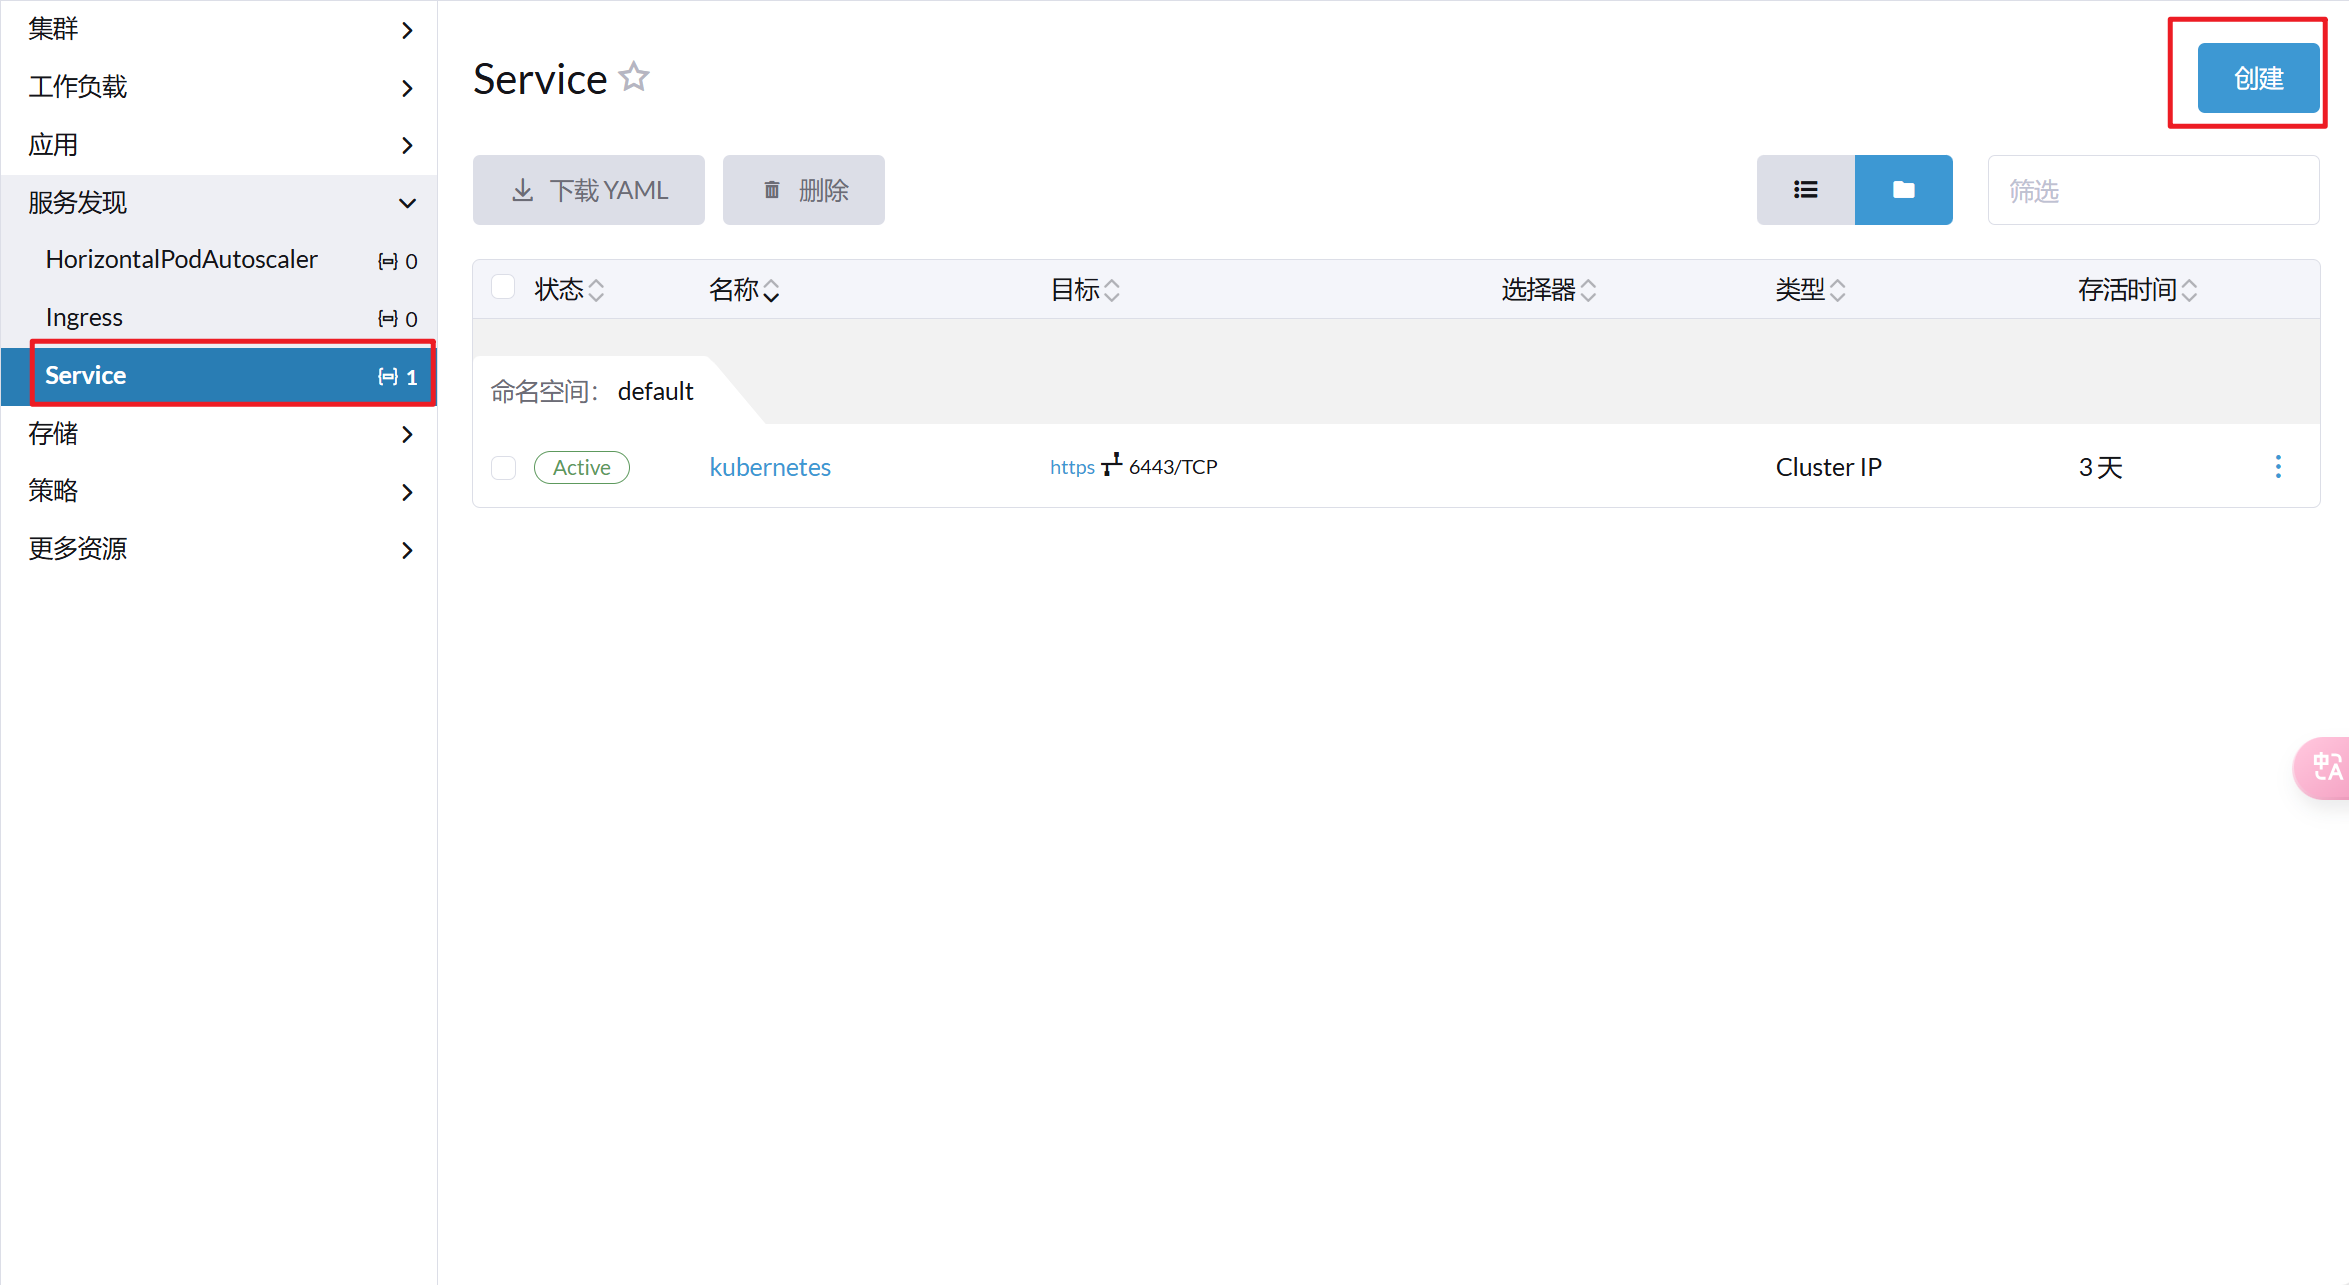 集群
工作负载
应用
服务发现
HorizontalPodAutoscaler 0
Ingress 0
Service 1
存储
策略
更多资源
Service
创建
下载 YAML 删除 筛选
状态 名称 目标 选择器 类型 存活时间
命名空间： default
Active kubernetes https 6443/TCP Cluster IP 3 天
中A